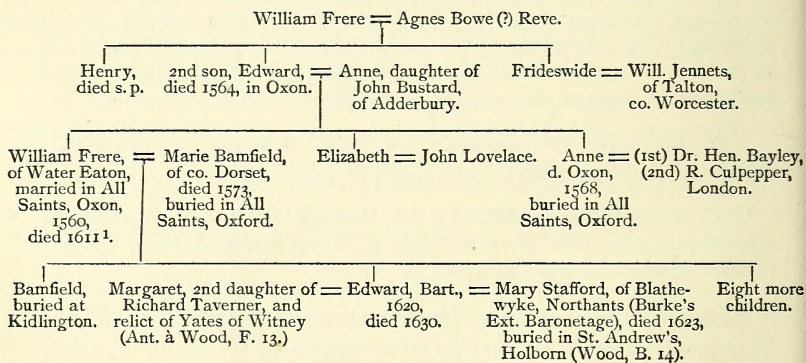 William Frere = Agnes Bowe (?) Reve.
Henry,
died s. p.
2nd son, Edward, =
died 1564, in Oxon.
Anne, daughter of
John Bustard,
of Adderbury.
Frideswide = Will. Jennets,
of Talton,
co. Worcester.
William Frere, =
of Water Eaton,
married in All
Saints, Oxon,
1560,
died 1611¹.
Marie Bamfield,
of co. Dorset,
died 1573,
buried in All
Saints, Oxford.
Elizabeth = John Lovelace.
Anne =
d. Oxon,
1568,
buried in All
Saints, Oxford.
(1st) Dr. Hen. Bayley,
(2nd) R. Culpepper,
London.
Bamfield,
buried at
Kidlington.
Margaret, 2nd daughter of =
Richard Taverner, and
relict of Yates of Witney
(Ant. à Wood, F. 13.)
Edward, Bart., =
1620,
died 1630.
Mary Stafford, of Blathe-
wyke, Northants (Burke's
Ext. Baronetage), died 1623,
buried in St. Andrew's,
Holborn (Wood, B. 14).
Eight more
children.